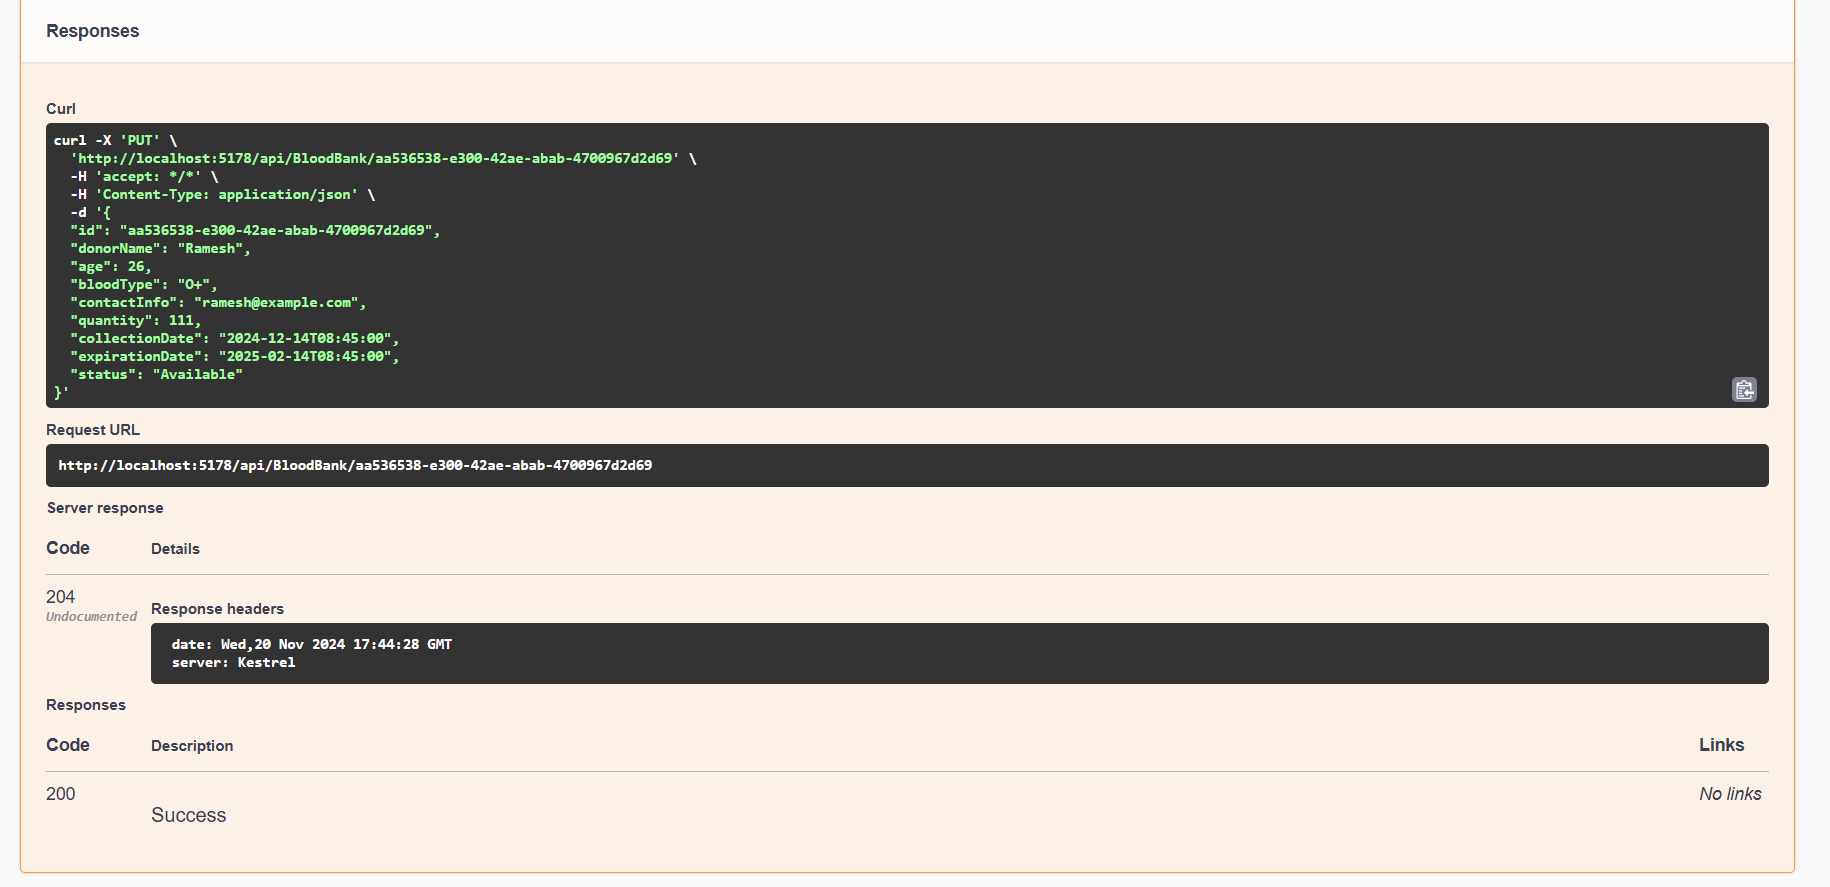 Responses
Curl
curl -X 'PUT' \
  'http://localhost:5178/api/BloodBank/aa536538-e300-42ae-abab-4700967d2d69' \
  -H 'accept: */*' \
  -H 'Content-Type: application/json' \
  -d '{
  "id": "aa536538-e300-42ae-abab-4700967d2d69",
  "donorName": "Ramesh",
  "age": 26,
  "bloodType": "O+",
  "contactInfo": "ramesh@example.com",
  "quantity": 111,
  "collectionDate": "2024-12-14T08:45:00",
  "expirationDate": "2025-02-14T08:45:00",
  "status": "Available"
}'
Request URL
http://localhost:5178/api/BloodBank/aa536538-e300-42ae-abab-4700967d2d69
Server response
Code Details
204
Undocumented
Response headers
date: Wed,20 Nov 2024 17:44:28 GMT
server: Kestrel
Responses
Code Description Links
200 No links
Success